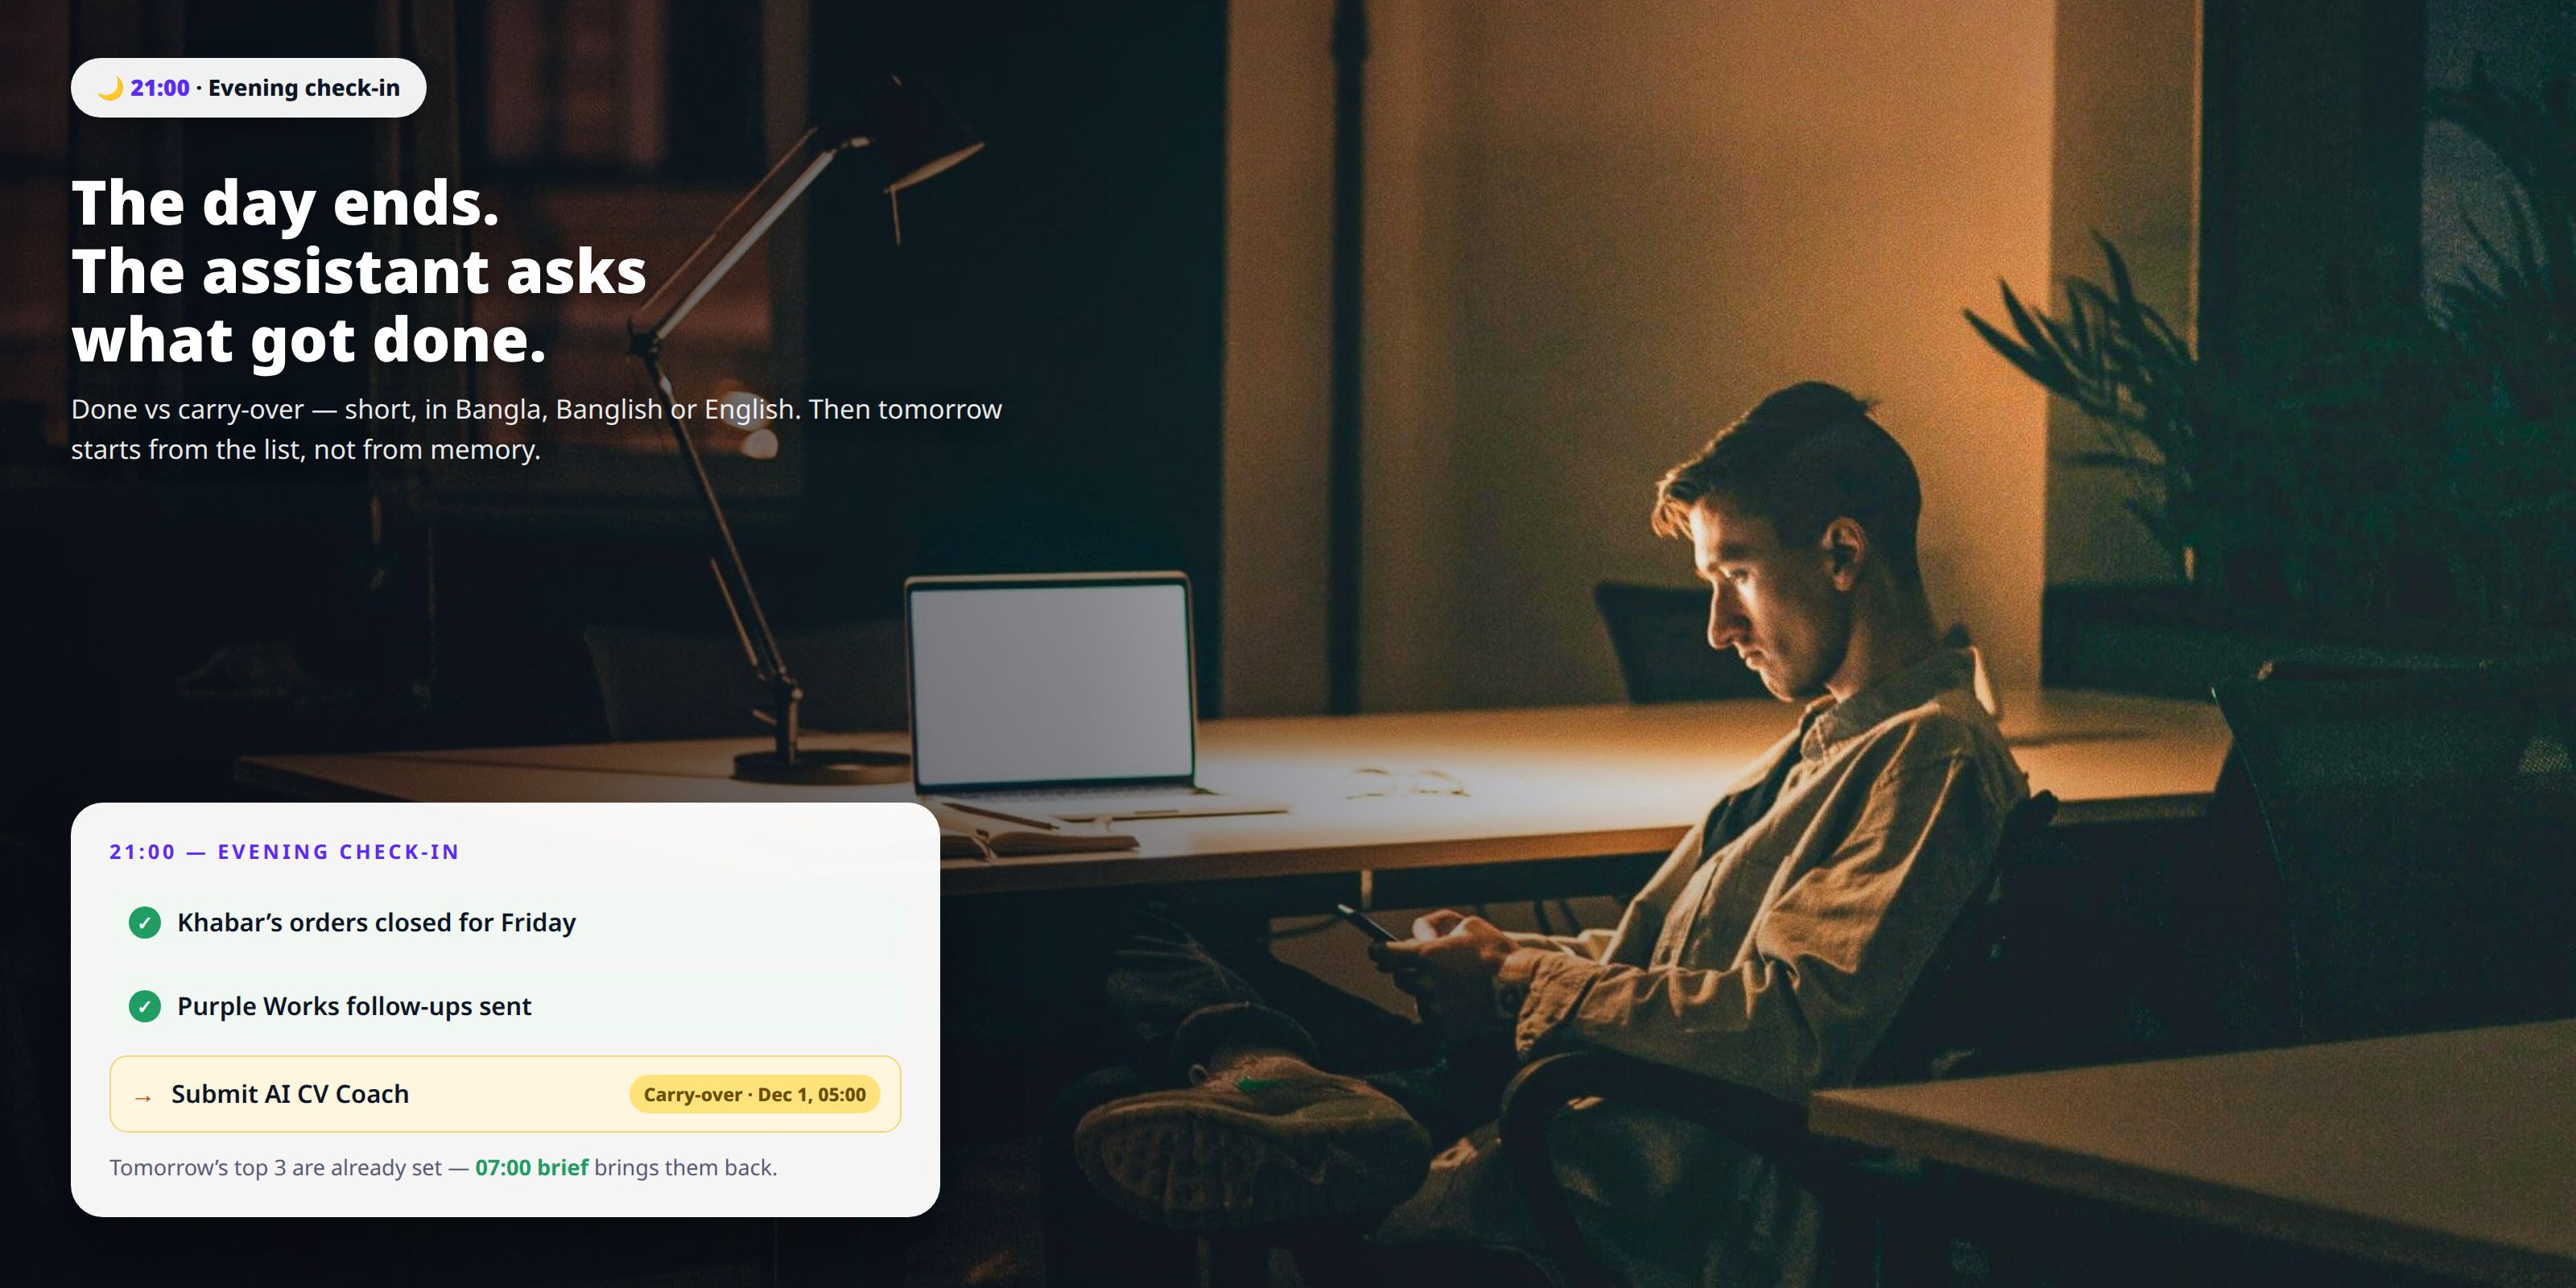 🌙 21:00 · Evening check-in
The day ends.
The assistant asks
what got done.
Done vs carry-over — short, in Bangla, Banglish or English. Then tomorrow
starts from the list, not from memory.
21:00 — EVENING CHECK-IN
✓ Khabar’s orders closed for Friday
✓ Purple Works follow-ups sent
→ Submit AI CV Coach Carry-over · Dec 1, 05:00
Tomorrow’s top 3 are already set — 07:00 brief brings them back.